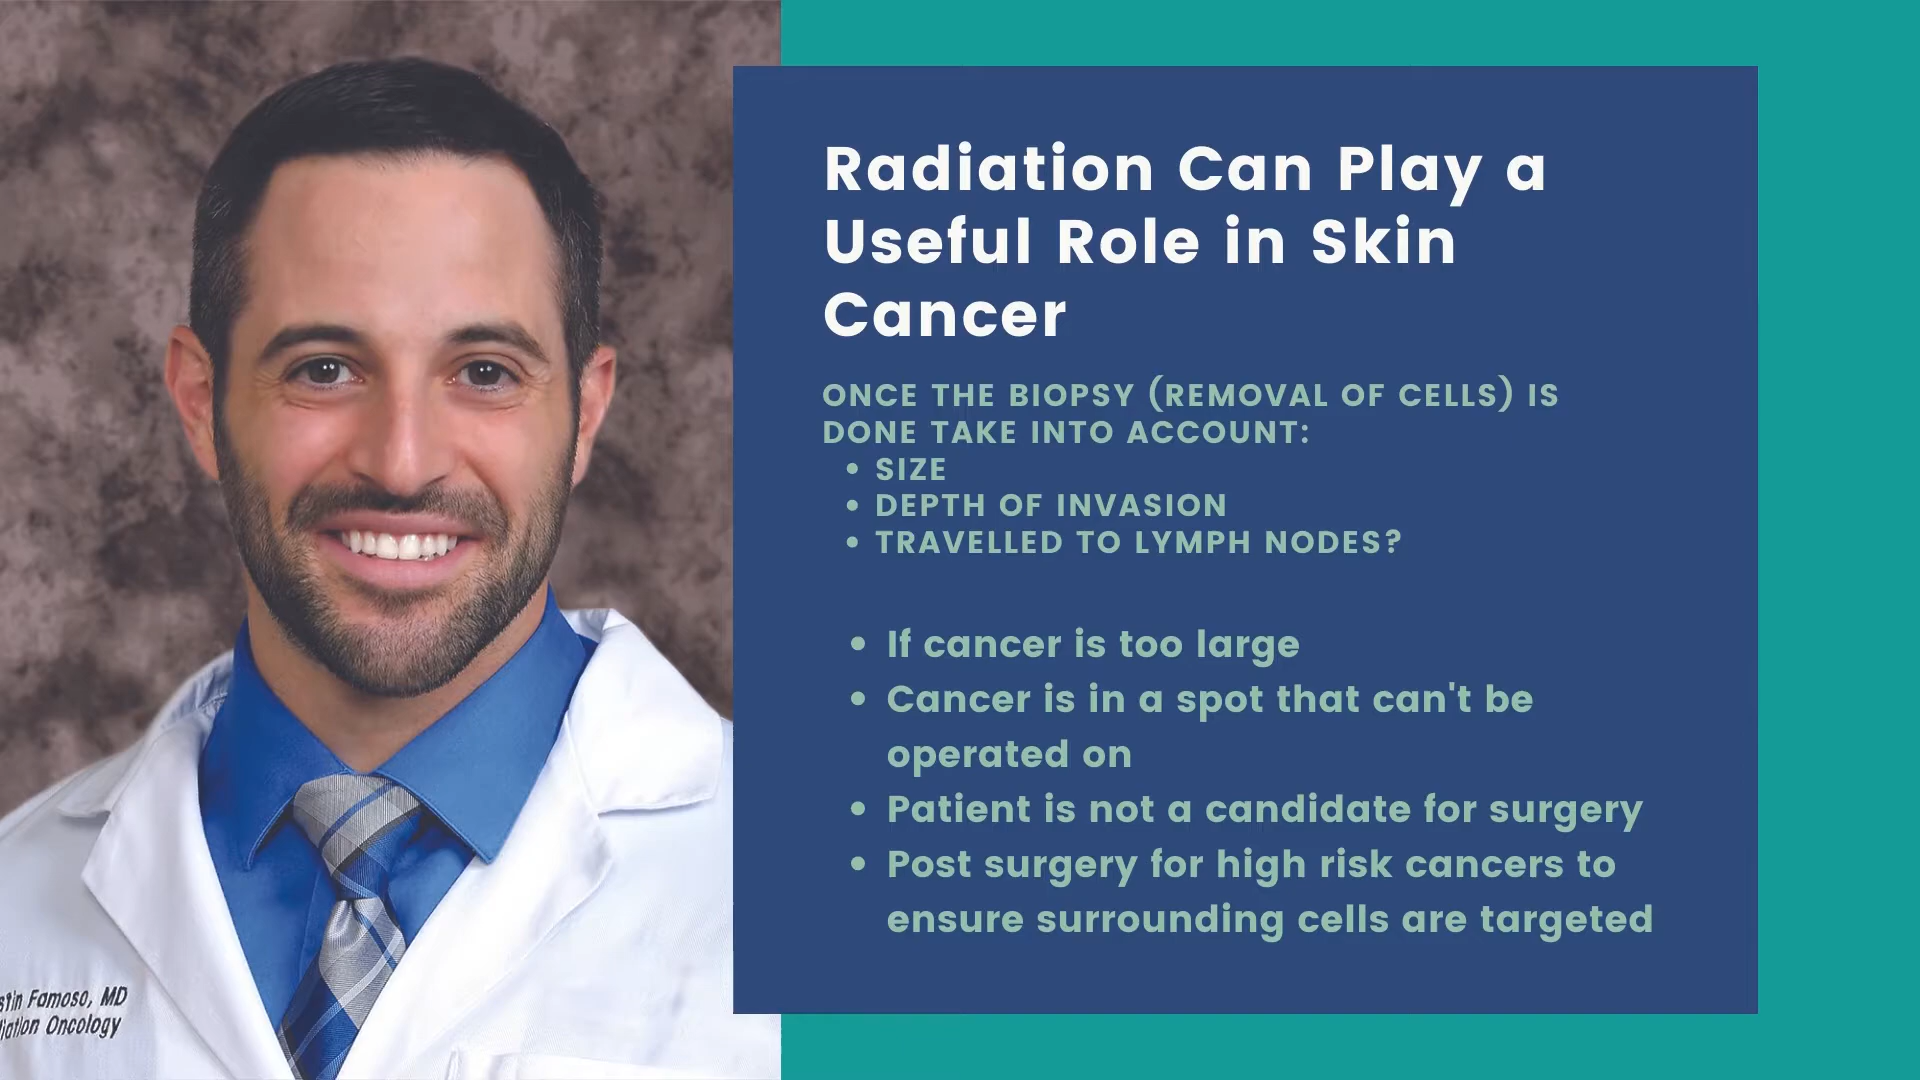 Radiation Can Play a
Useful Role in Skin
Cancer
ONCE THE BIOPSY (REMOVAL OF CELLS) IS
DONE TAKE INTO ACCOUNT:
• SIZE
• DEPTH OF INVASION
• TRAVELLED TO LYMPH NODES?
• If cancer is too large
• Cancer is in a spot that can't be
operated on
• Patient is not a candidate for surgery
• Post surgery for high risk cancers to
ensure surrounding cells are targeted
Famoso, MD
Oncology